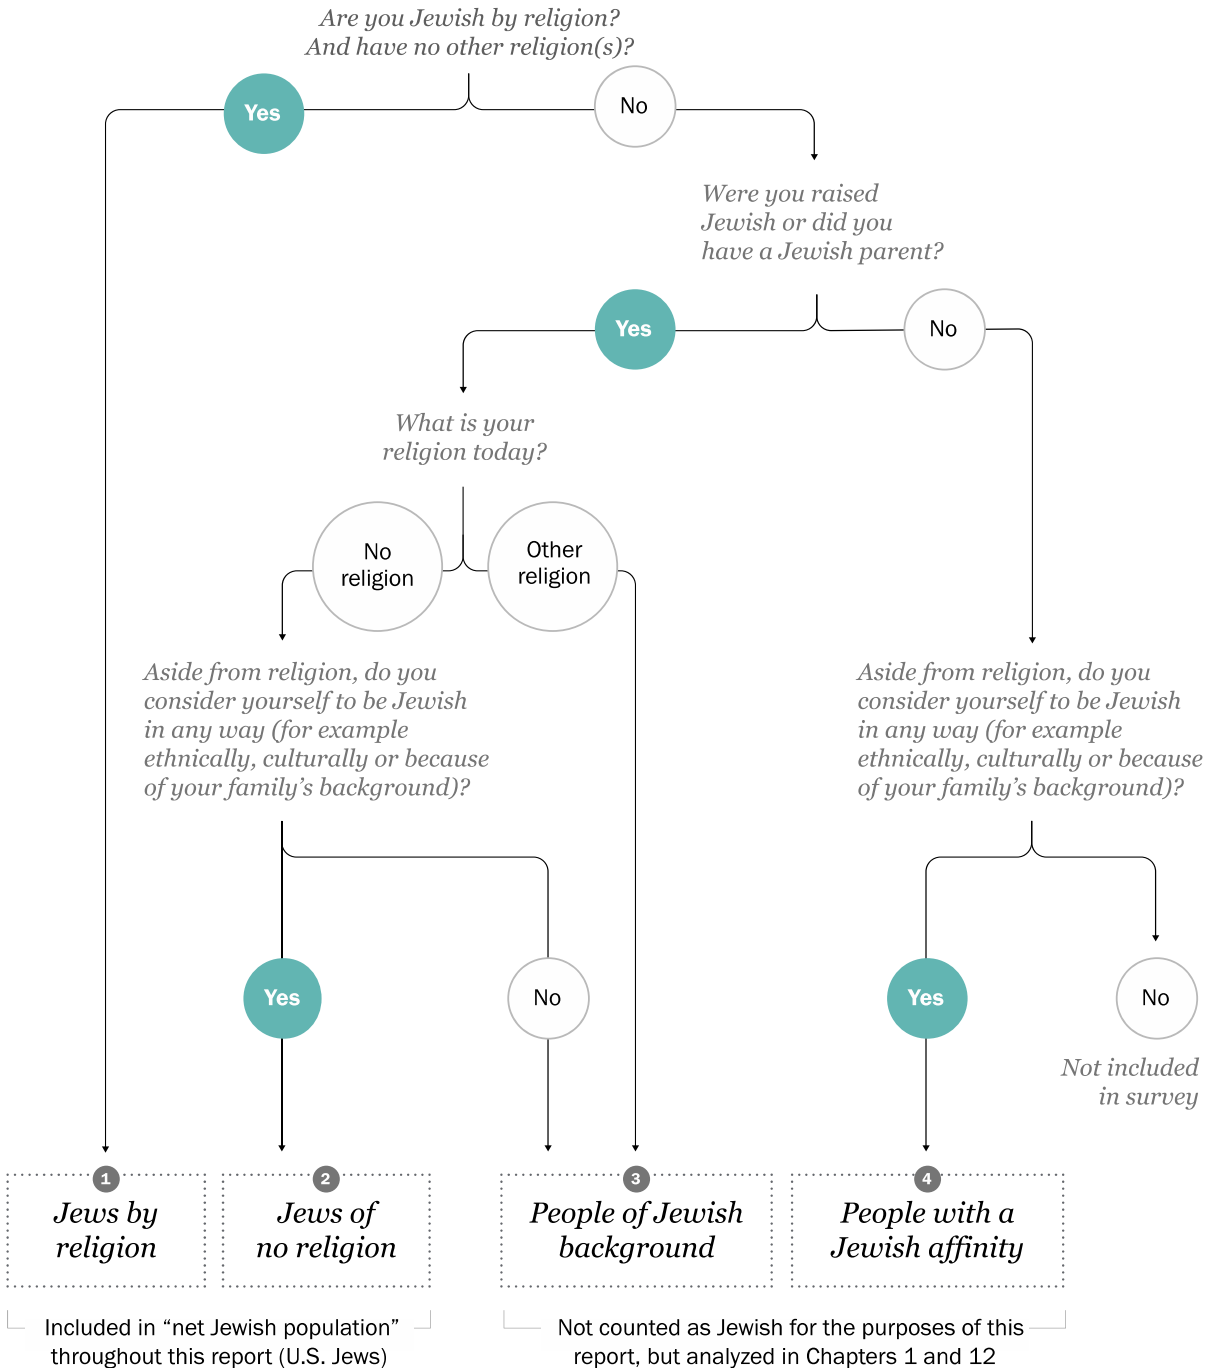 Are you Jewish by religion?
And have no other religion(s)?
Yes
No
Were you raised
Jewish or did you
have a Jewish parent?
Yes
No
What is your
religion today?
No
religion
Other
religion
Aside from religion, do you
consider yourself to be Jewish
in any way (for example
ethnically, culturally or because
of your family's background)?
Aside from religion, do you
consider yourself to be Jewish
in any way (for example
ethnically, culturally or because
of your family's background)?
Yes
No
Yes
No
Not included
in survey
1
Jews by
religion
2
Jews of
no religion
3
People of Jewish
background
4
People with a
Jewish affinity
Included in “net Jewish population”
throughout this report (U.S. Jews)
Not counted as Jewish for the purposes of this
report, but analyzed in Chapters 1 and 12